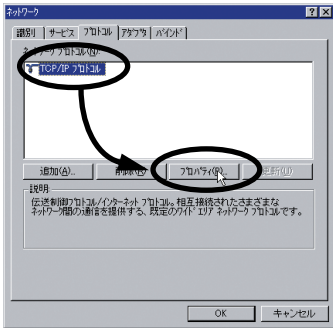 ネットワーク
識別 サービス プロトコル アダプタ バインド
ネットワーク プロトコル(N):
TCP/IP プロトコル
追加(A)... 削除(R) プロパティ(P)... 更新(U)
説明
伝送制御プロトコル/インターネット プロトコル。相互接続されたさまざまな
ネットワーク間の通信を提供する、既定のワイド エリア ネットワーク プロトコルです。
OK キャンセル